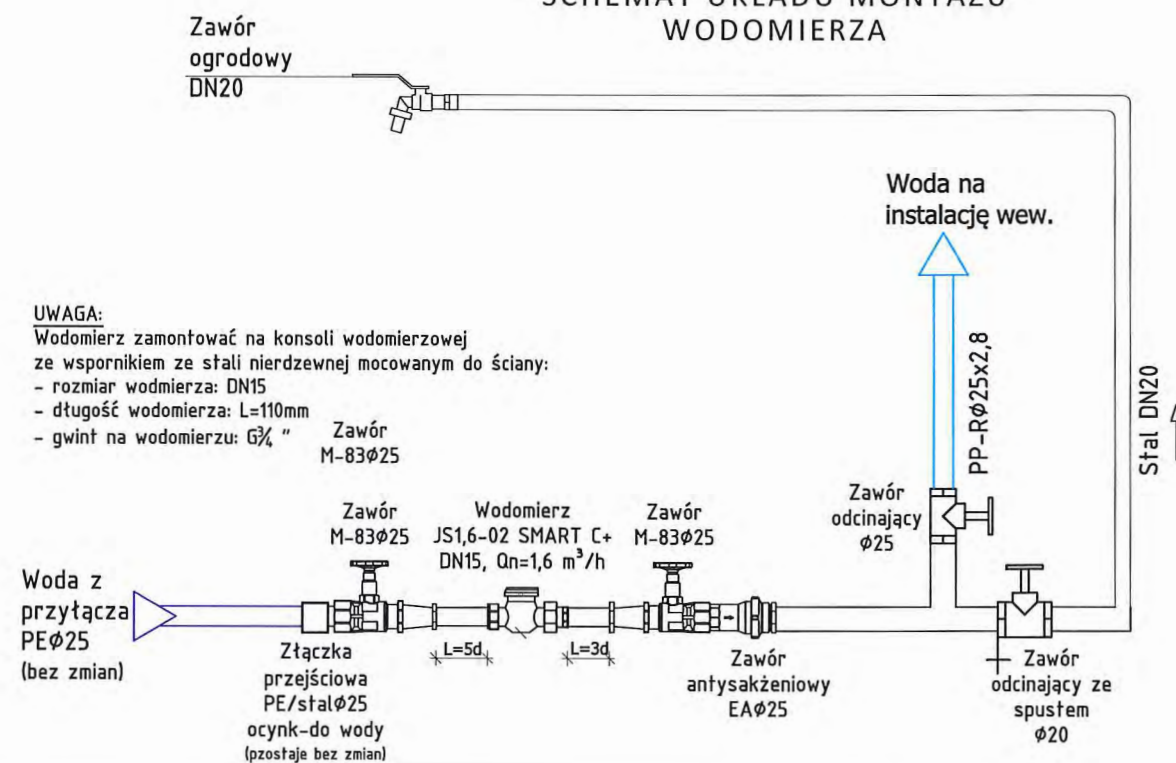 SCHEMAT UKŁADU MONTAŻU
WODOMIERZA
Zawór
ogrodowy
DN20
Woda na
instalację wew.
UWAGA:
Wodomierz zamontować na konsoli wodomierzowej
ze wspornikiem ze stali nierdzewnej mocowanym do ściany:
- rozmiar wodmierza: DN15
- długość wodomierza: L=110mm
- gwint na wodomierzu: G¾ "
Zawór
M-83Ø25
PP-RØ25x2,8
Stal DN20
Zawór
M-83Ø25
Wodomierz
JS1,6-02 SMART C+
DN15, Qn=1,6 m³/h
Zawór
M-83Ø25
Zawór
odcinający
Ø25
Woda z
przyłącza
PEØ25
(bez zmian)
L=5d
L=3d
Złączka
przejściowa
PE/stalØ25
ocynk-do wody
(pzostaje bez zmian)
Zawór
antysakżeniowy
EAØ25
Zawór
odcinający ze
spustem
Ø20